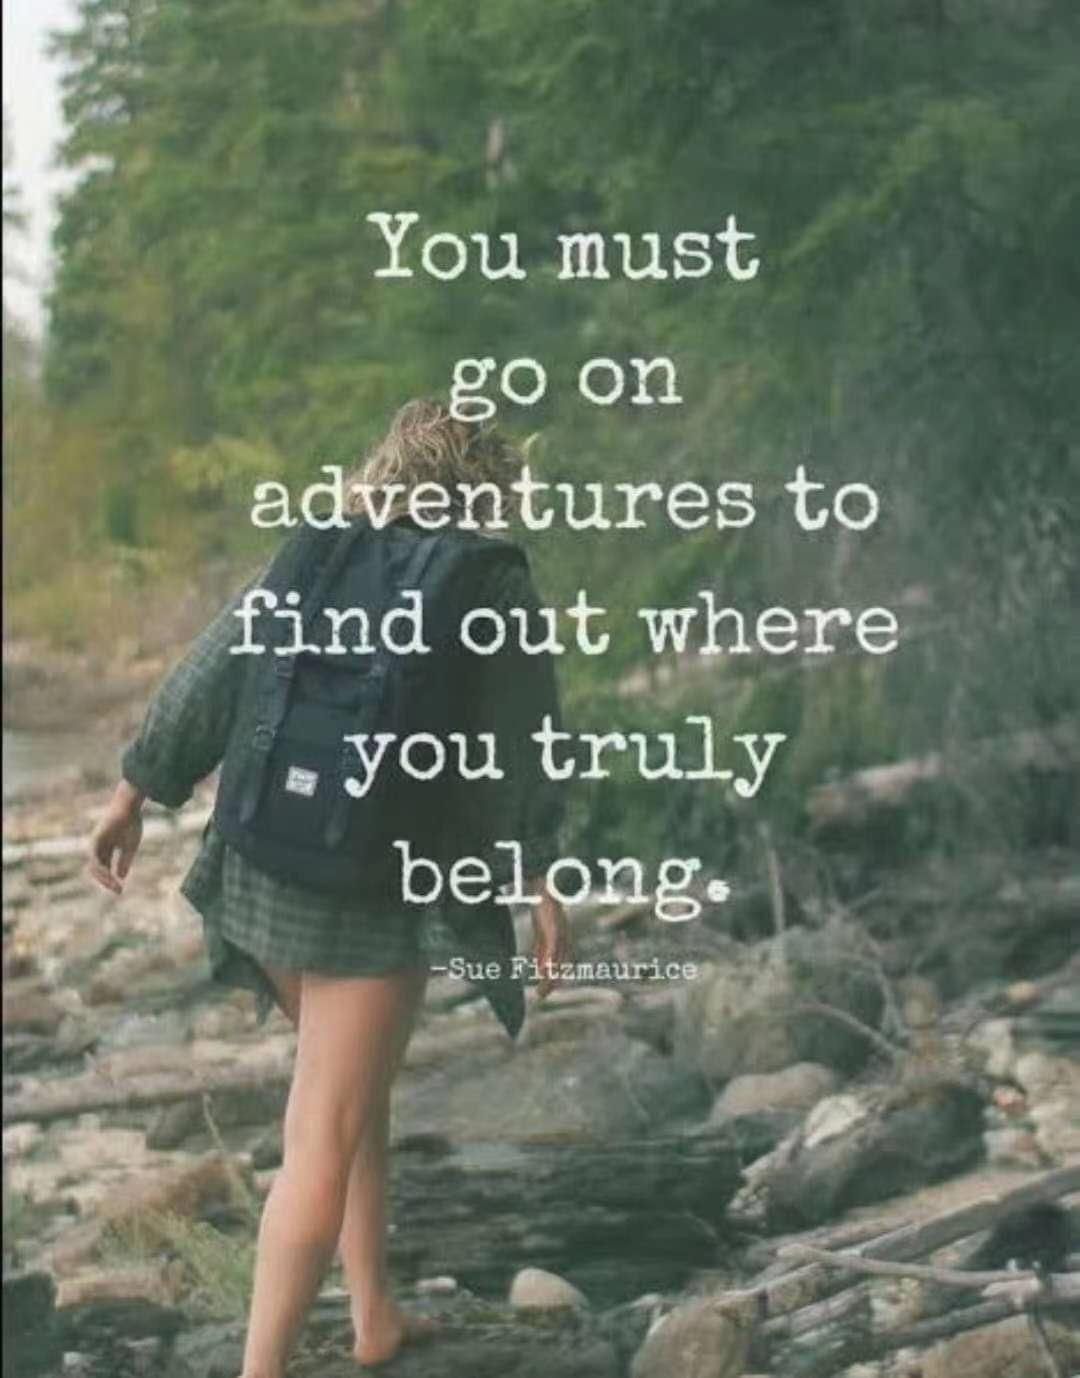 You must
go on
adventures to
find out where
you truly
belong.
-Sue Fitzmaurice